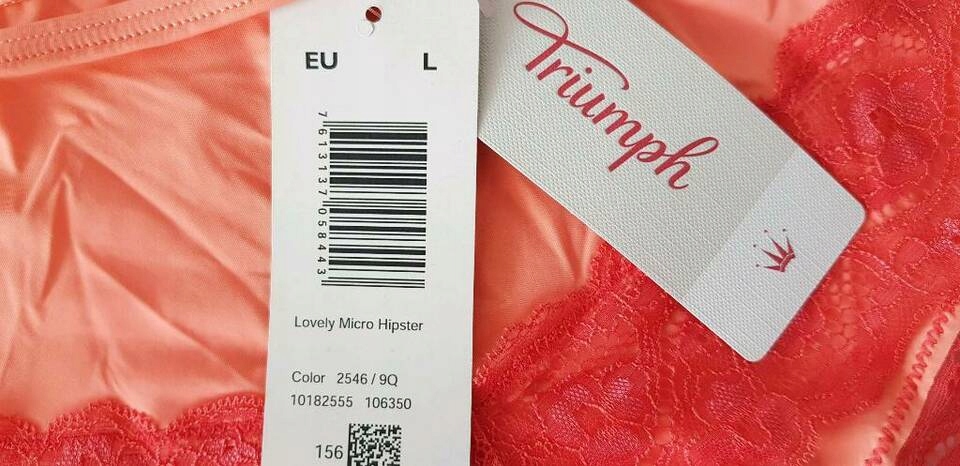 EU L
7613137058443
Lovely Micro Hipster
Color 2546 / 9Q
10182555 106350
156
Triumph